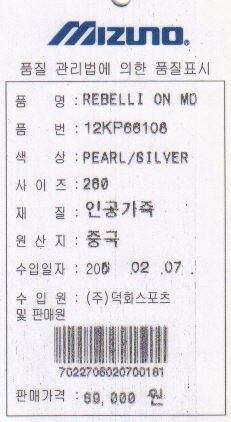 MIZUNO.
품질 관리법에 의한 품질표시
품 명 : REBELLI ON MD
품 번 : 12KP66108
색 상 : PEARL/SILVER
사 이 즈 : 260
재 질 : 인공가죽
원 산 지 : 중국
수입일자 : .02 .07.
수 입 원 : (주)덕화스포츠
및 판매원
7022706020700181
판매가격 : 69,000 원